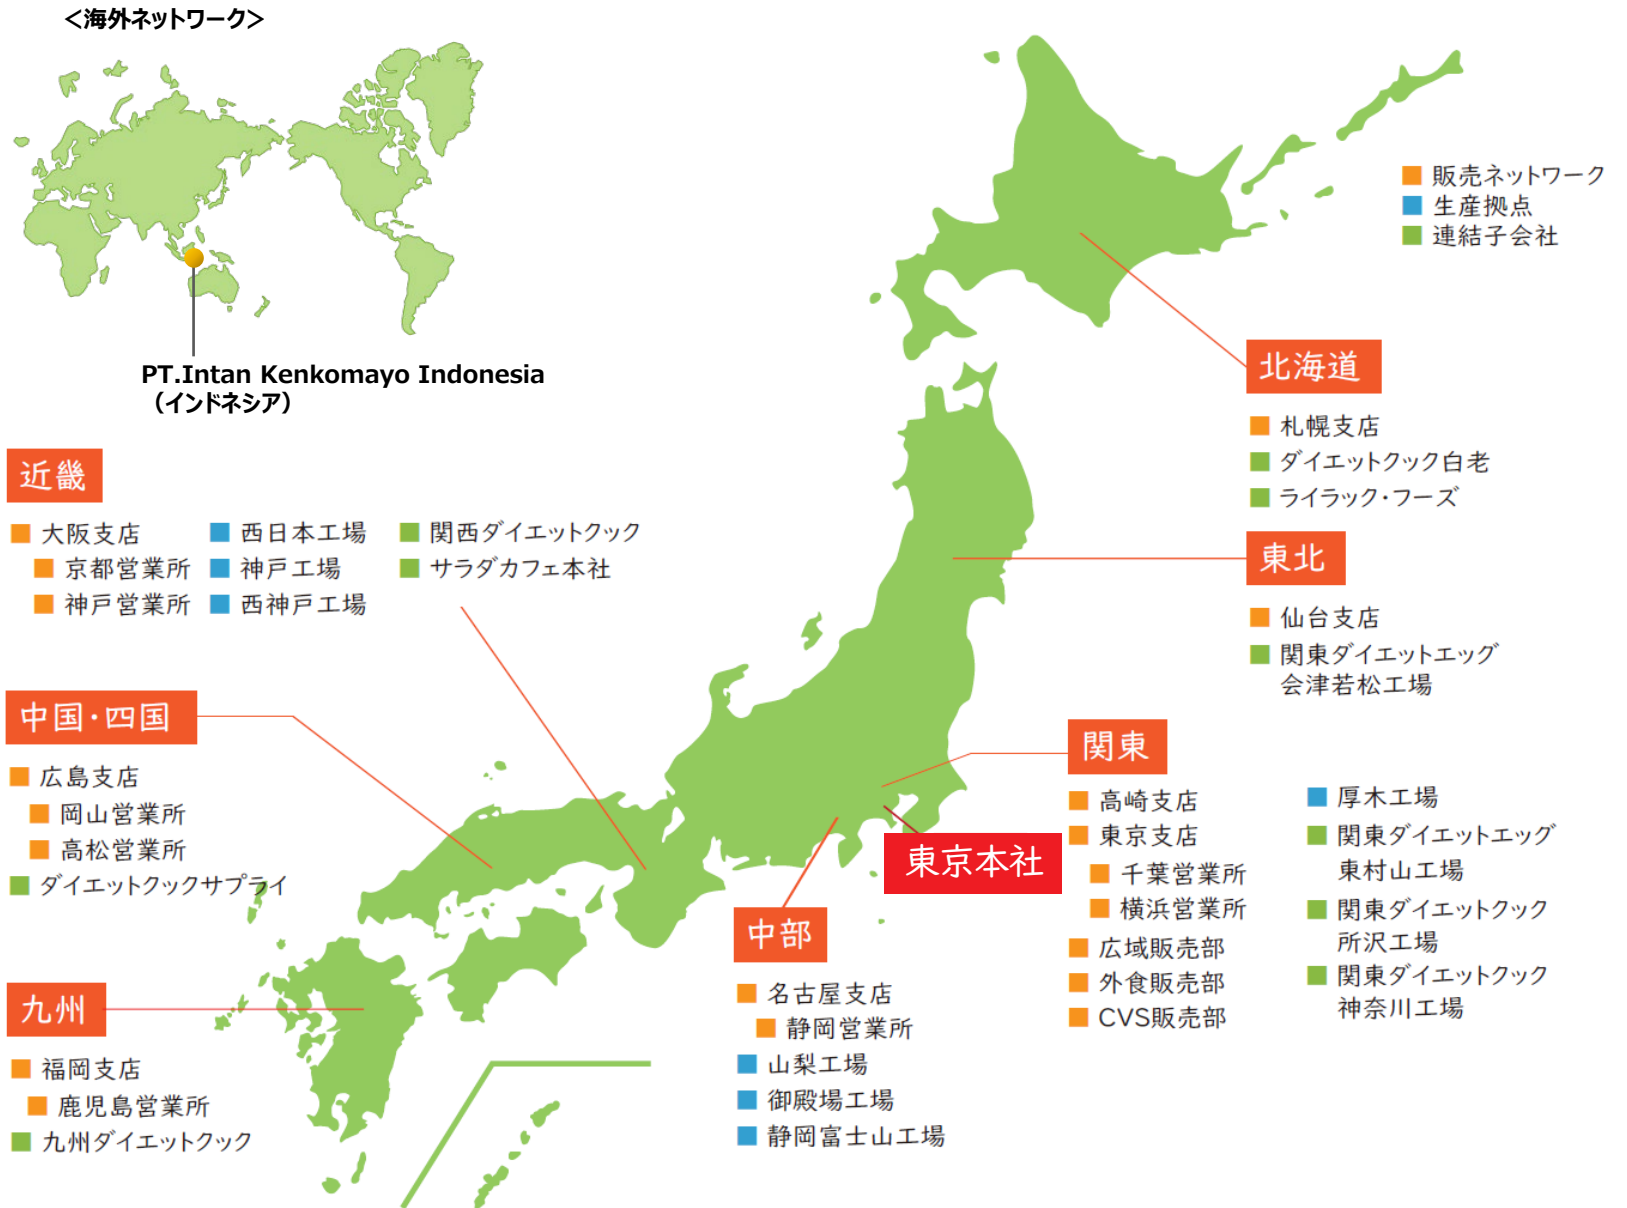 ＜海外ネットワーク＞
PT.Intan Kenkomayo Indonesia
（インドネシア）
販売ネットワーク
生産拠点
連結子会社
北海道
札幌支店
ダイエットクック白老
ライラック・フーズ
東北
仙台支店
関東ダイエットエッグ
会津若松工場
関東
高崎支店
東京支店
千葉営業所
横浜営業所
広域販売部
外食販売部
CVS販売部
厚木工場
関東ダイエットエッグ
東村山工場
関東ダイエットクック
所沢工場
関東ダイエットクック
神奈川工場
東京本社
中部
名古屋支店
静岡営業所
山梨工場
御殿場工場
静岡富士山工場
近畿
大阪支店
京都営業所
神戸営業所
西日本工場
神戸工場
西神戸工場
関西ダイエットクック
サラダカフェ本社
中国・四国
広島支店
岡山営業所
高松営業所
ダイエットクックサプライ
九州
福岡支店
鹿児島営業所
九州ダイエットクック